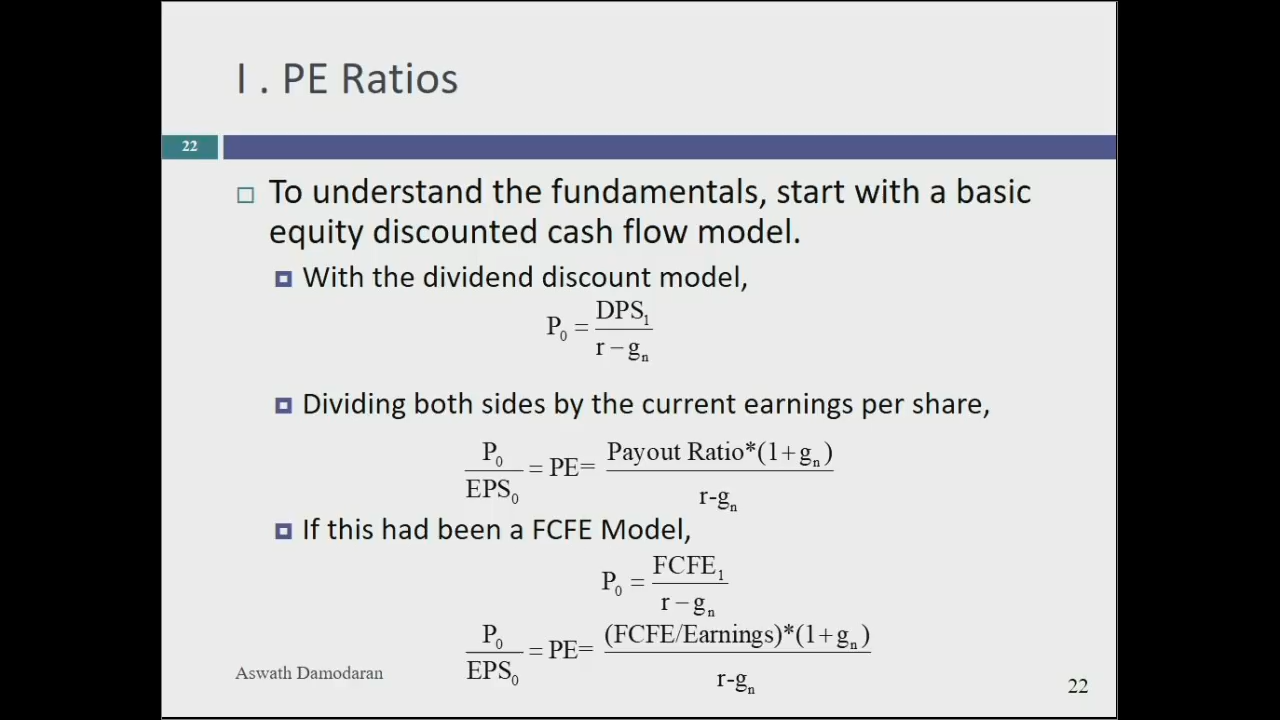 I . PE Ratios
22
To understand the fundamentals, start with a basic
equity discounted cash flow model.
With the dividend discount model,
P₀ = DPS₁ / r − gₙ
Dividing both sides by the current earnings per share,
P₀ / EPS₀ = PE= Payout Ratio*(1+gₙ) / r-gₙ
If this had been a FCFE Model,
P₀ = FCFE₁ / r − gₙ
P₀ / EPS₀ = PE= (FCFE/Earnings)*(1+gₙ) / r-gₙ
Aswath Damodaran
22